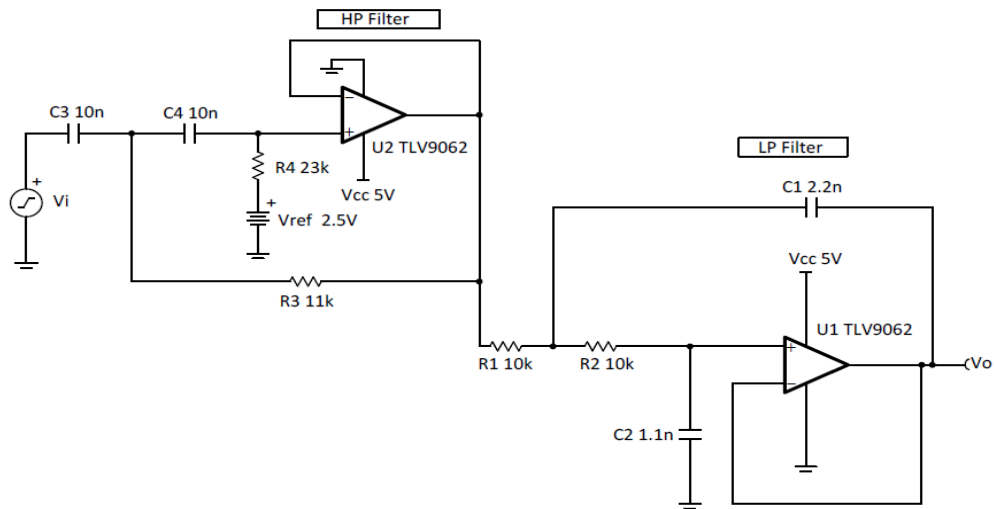 HP Filter
C3 10n
C4 10n
−
+
U2 TLV9062
R4 23k
Vcc 5V
+
Vi
+
Vref 2.5V
R3 11k
LP Filter
C1 2.2n
Vcc 5V
U1 TLV9062
R1 10k
R2 10k
+
−
Vo
C2 1.1n